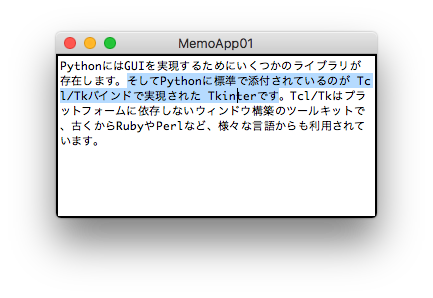 MemoApp01
PythonにはGUIを実現するためにいくつかのライブラリが
存在します。そしてPythonに標準で添付されているのが Tc
l/Tkバインドで実現された Tkinterです。Tcl/Tkはプラ
ットフォームに依存しないウィンドウ構築のツールキットで
、古くからRubyやPerlなど、様々な言語からも利用されて
います。